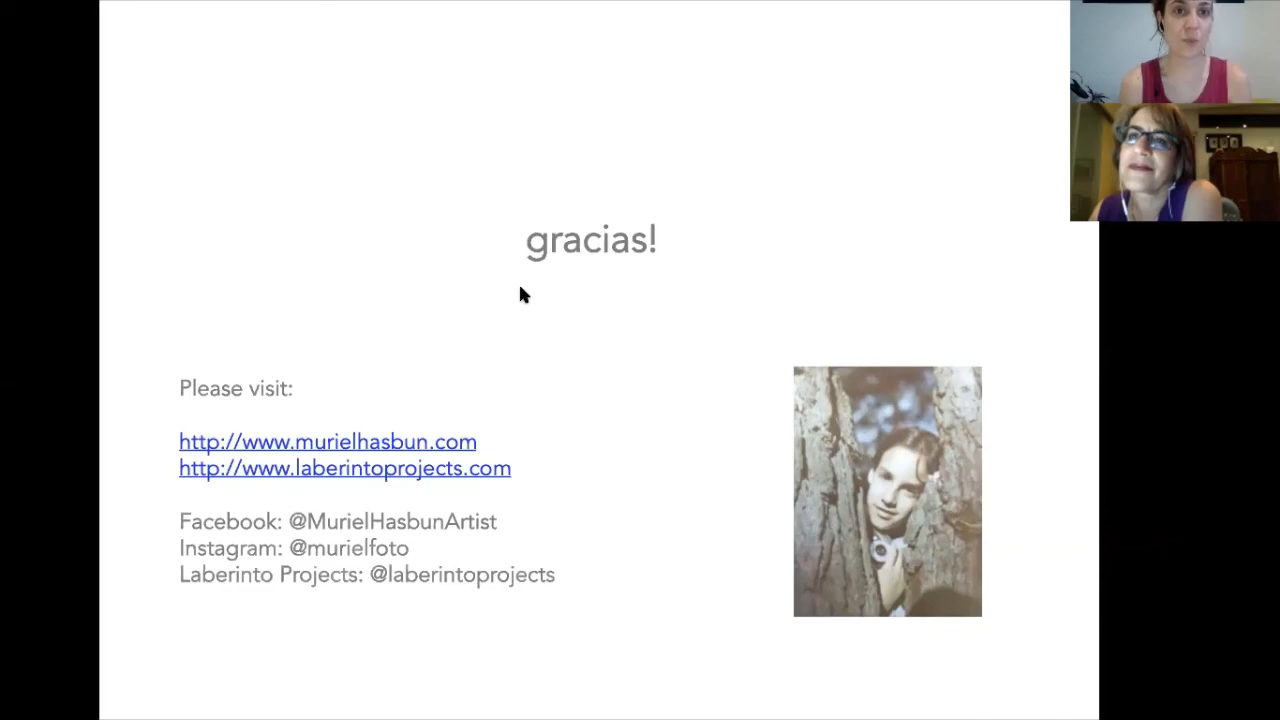 gracias!
Please visit:
http://www.murielhasbun.com
http://www.laberintoprojects.com
Facebook: @MurielHasbunArtist
Instagram: @murielfoto
Laberinto Projects: @laberintoprojects